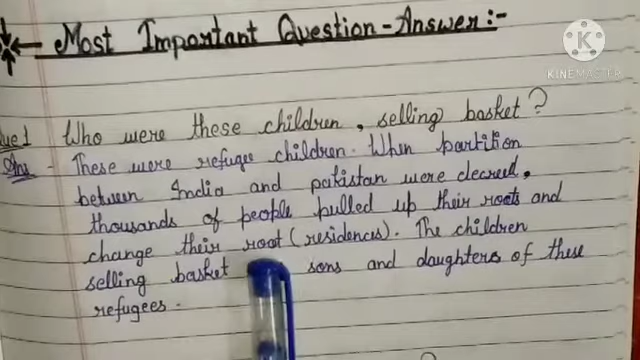 Most Important Question-Answer:-
KINEMASTER
Que 1 Who were these children, selling basket?
Ans - These were refugee children. When partition
between India and pakistan were decreed,
thousands of people pulled up their roots and
change their root (residences). The children
selling basket sons and daughters of these
refugees.